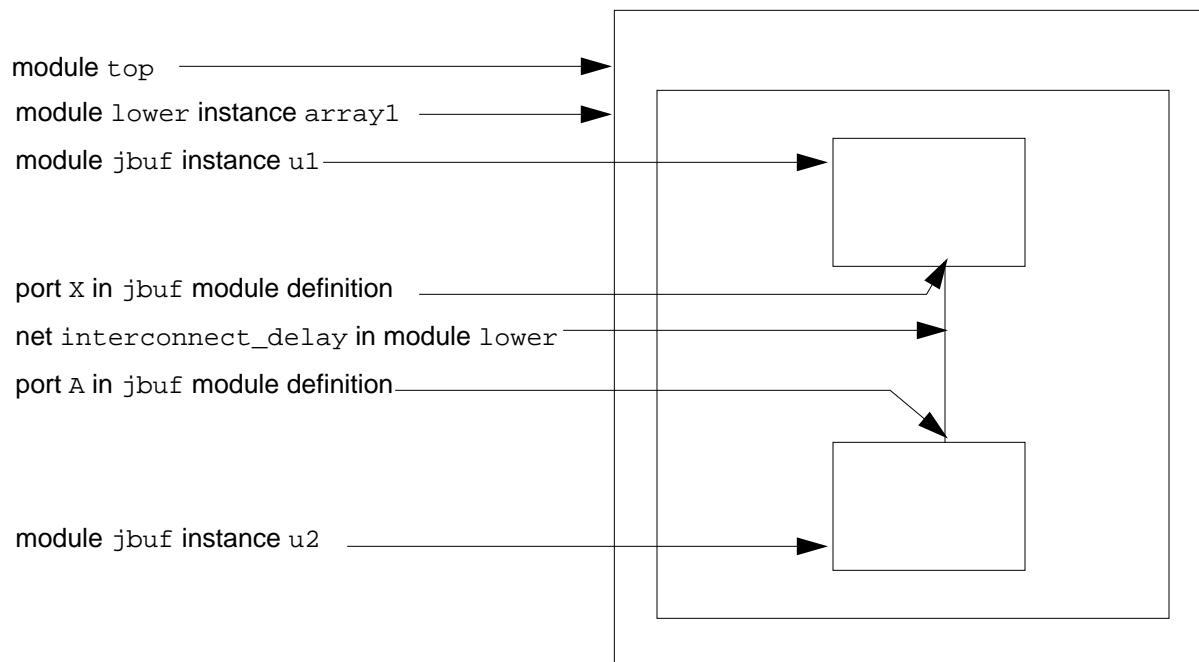 module top
module lower instance array1
module jbuf instance u1
port X in jbuf module definition
net interconnect_delay in module lower
port A in jbuf module definition
module jbuf instance u2